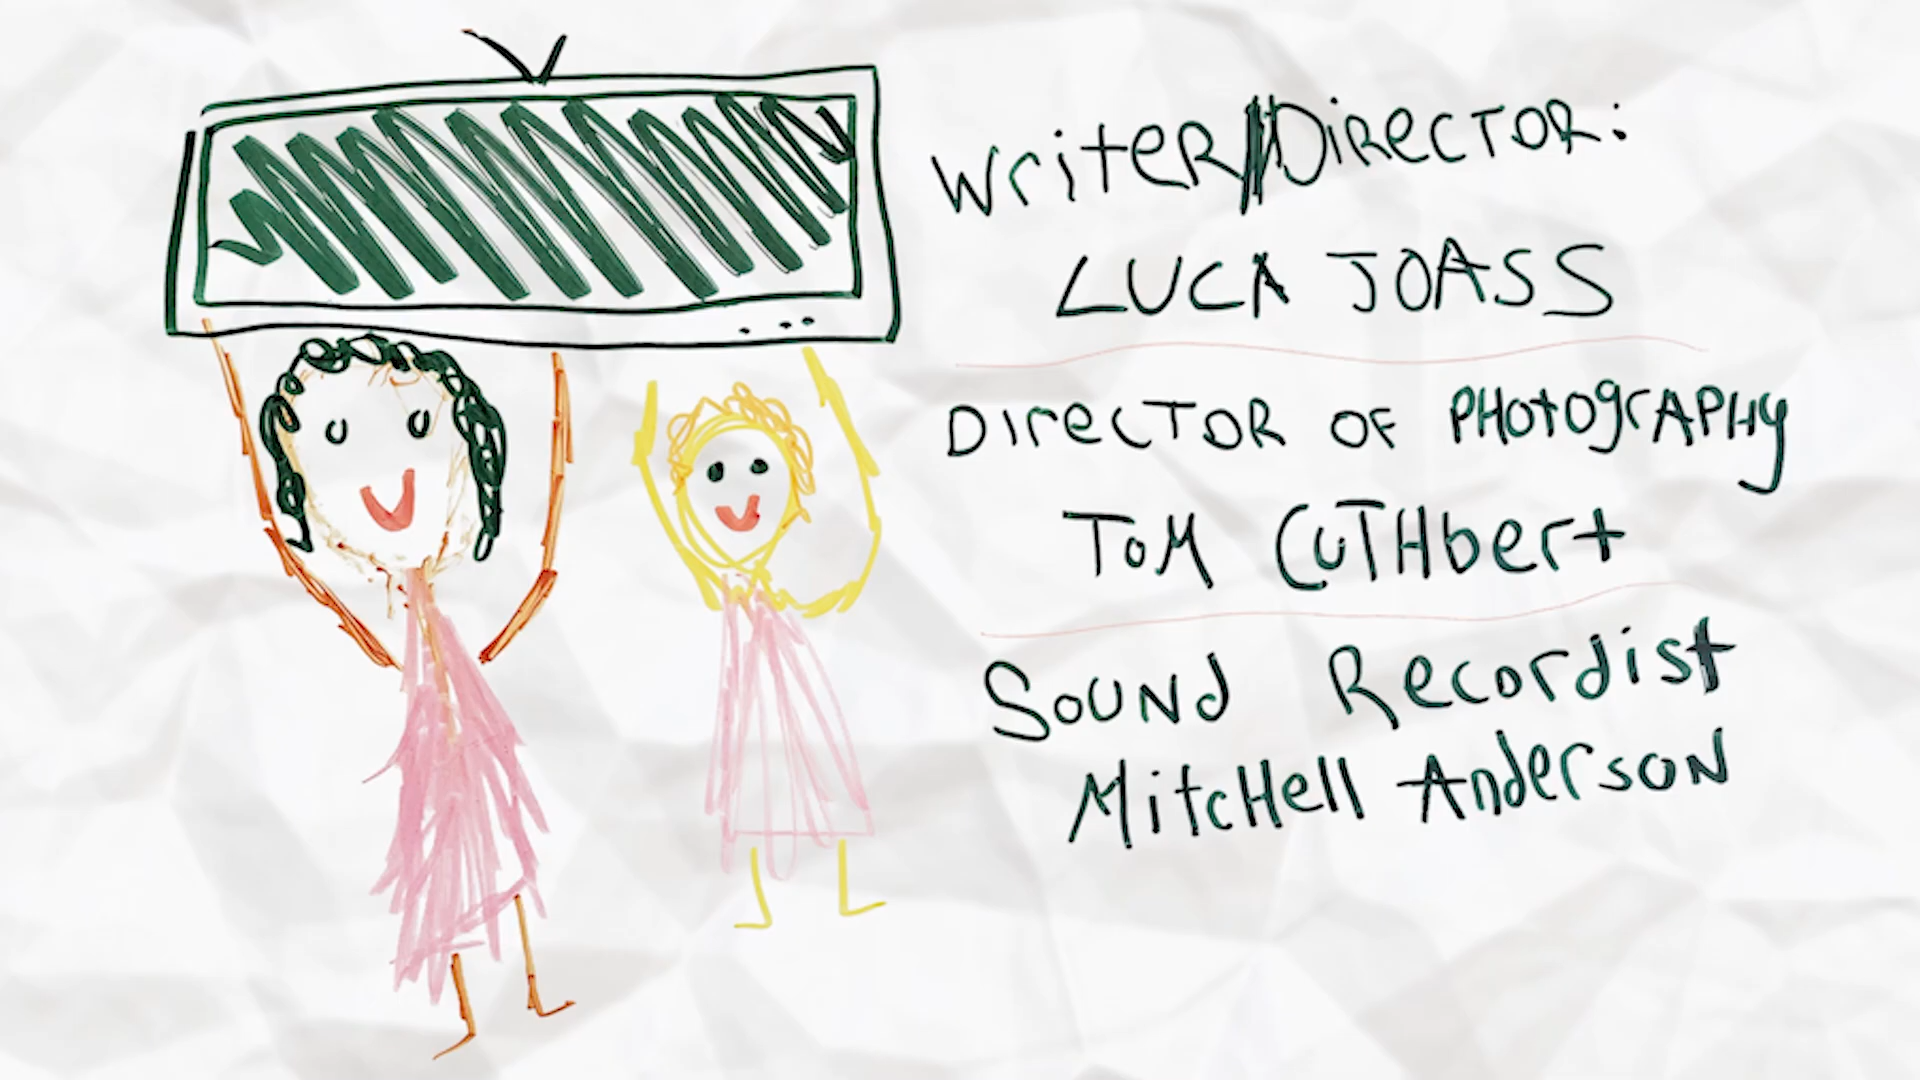 WriTER/DIRECTOR:
LUCA JOASS
DIrecTOR OF PHOtogrAPHY
TOM CUTHbert
SOUNd Recordist
MitcHell AndersoN